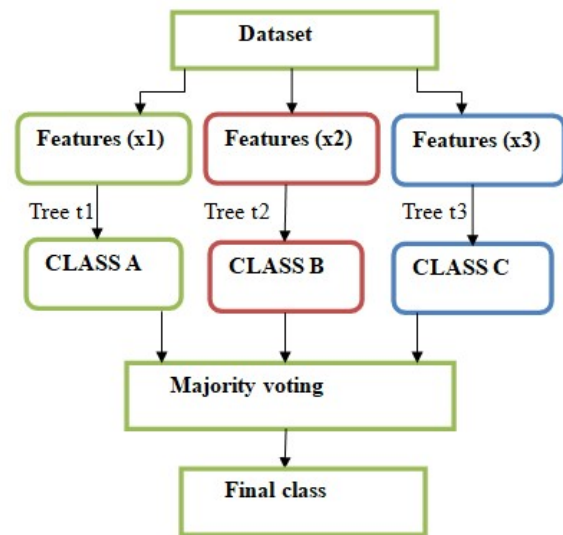 Dataset
Features (x1)
Features (x2)
Features (x3)
Tree t1
Tree t2
Tree t3
CLASS A
CLASS B
CLASS C
Majority voting
Final class